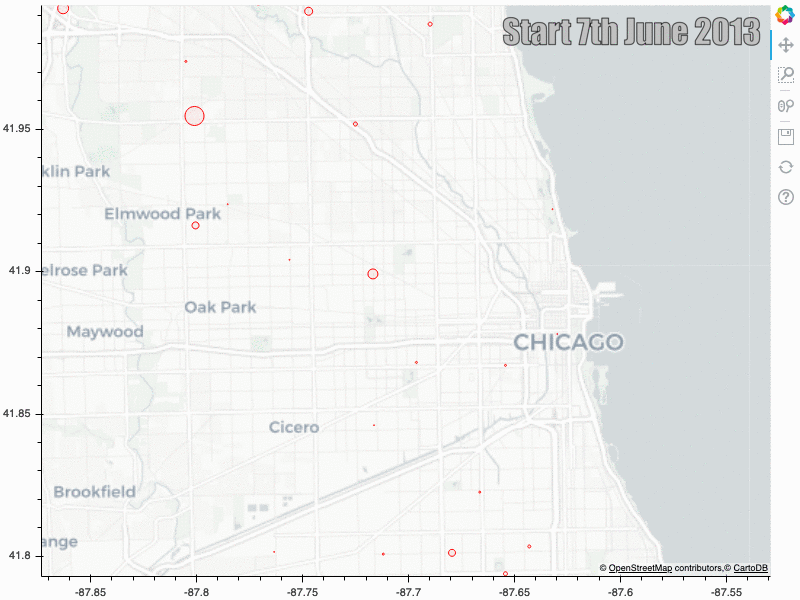 Start 7th June 2013
41.95
klin Park
Elmwood Park
41.9
elrose Park
Oak Park
Maywood
CHICAGO
41.85
Cicero
Brookfield
ange
41.8
© OpenStreetMap contributors,© CartoDB
-87.85
-87.8
-87.75
-87.7
-87.65
-87.6
-87.55